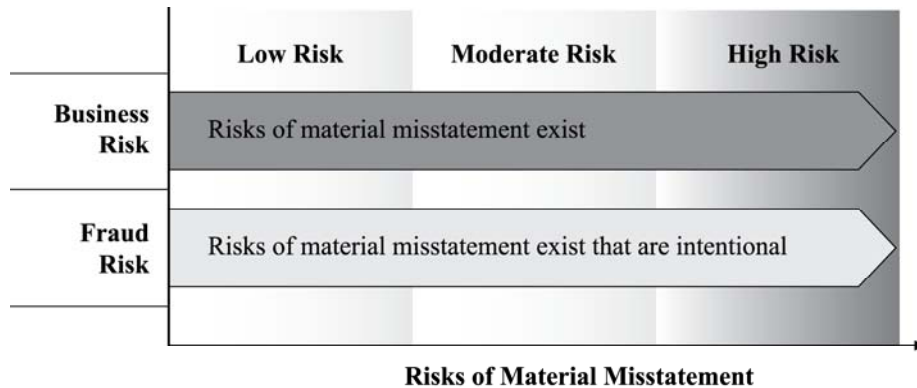 Low Risk Moderate Risk High Risk
Business
Risk
Risks of material misstatement exist
Fraud
Risk
Risks of material misstatement exist that are intentional
Risks of Material Misstatement